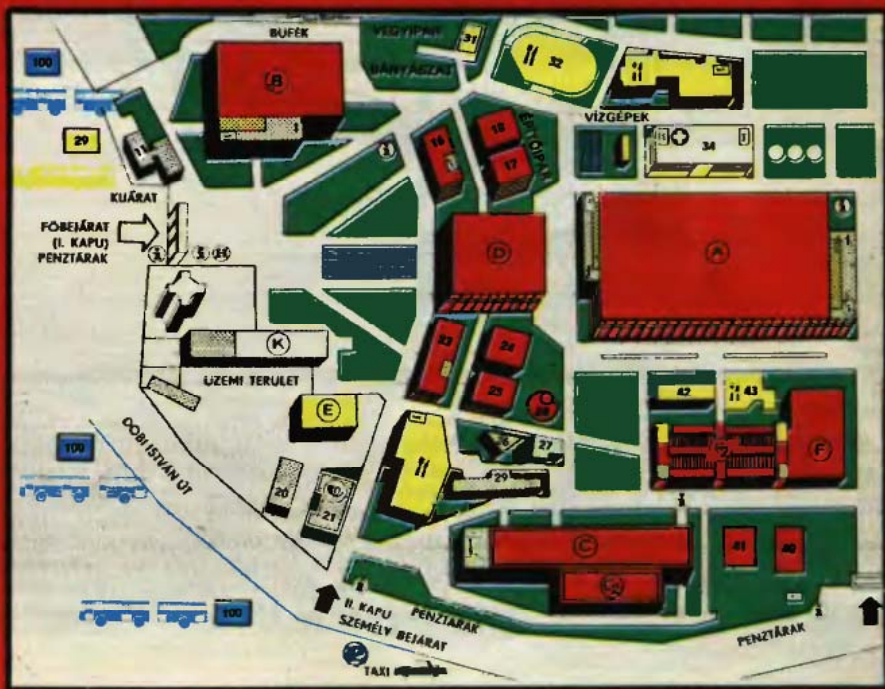 BÜFÉK
VEGYIPAR
BÁNYÁSZAT
31
32
100
B
29
VÍZGÉPEK
34
ÉPÍTŐIPAR
16
18
17
KIJÁRAT
FŐBEJÁRAT
(I. KAPU)
PÉNZTÁRAK
D
A
K
ÜZEMI TERÜLET
23
24
25
E
42
43
F
DOBI ISTVÁN ÚT
100
20
21
26
27
29
C
41
40
100
II. KAPU
SZEMÉLY BEJÁRAT
PÉNZTÁRAK
PÉNZTÁRAK
TAXI